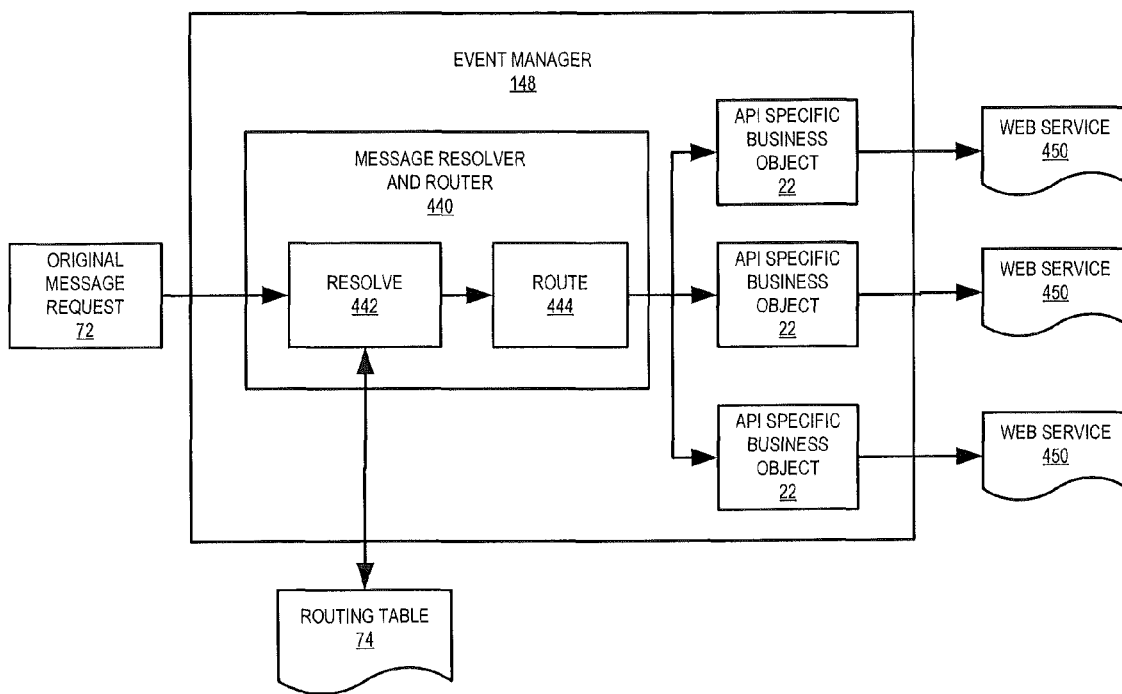 EVENT MANAGER
148
MESSAGE RESOLVER
AND ROUTER
440
ORIGINAL
MESSAGE
REQUEST
72
RESOLVE
442
ROUTE
444
API SPECIFIC
BUSINESS
OBJECT
22
WEB SERVICE
450
API SPECIFIC
BUSINESS
OBJECT
22
WEB SERVICE
450
API SPECIFIC
BUSINESS
OBJECT
22
WEB SERVICE
450
ROUTING TABLE
74